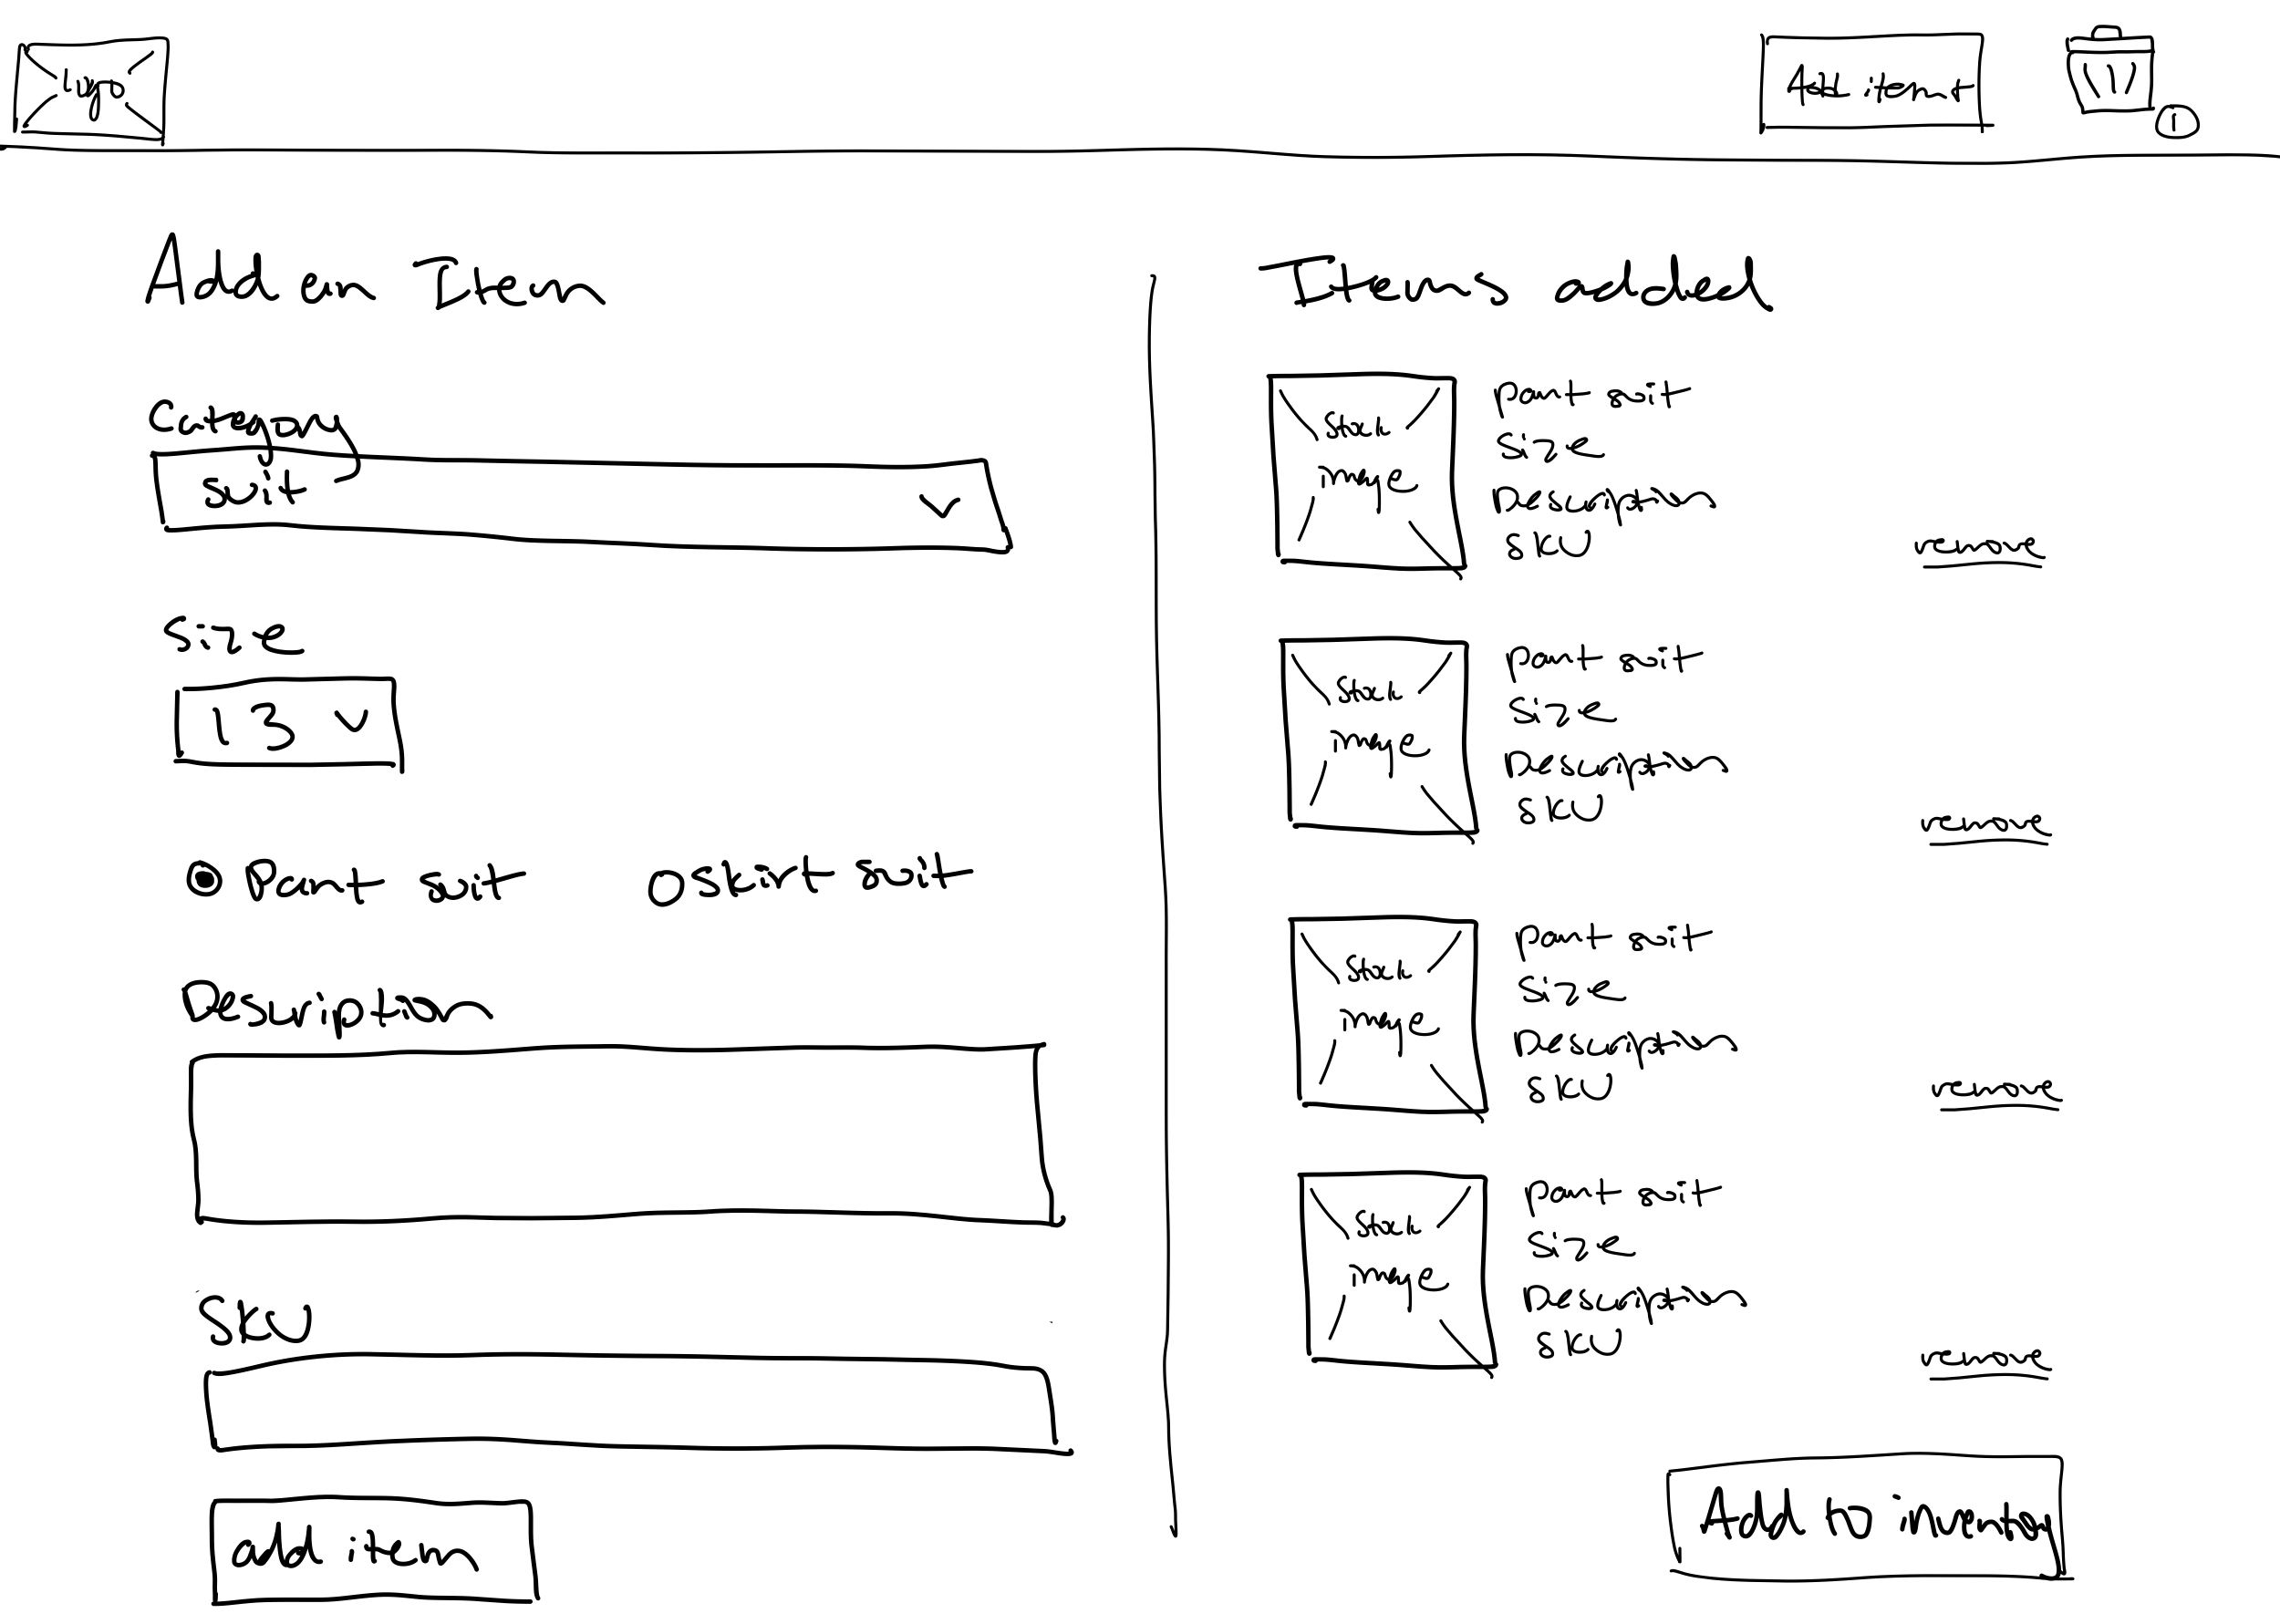 Logo
Add item
1
Add an Item
Category
suit
Size
13
Pant suit
skirt suit
Description
SKU
add item
Items added
stock
image
pant suit
size
Description
SKU
remove
stock
image
pant suit
size
Description
SKU
remove
stock
image
pant suit
size
Description
SKU
remove
stock
image
pant suit
size
Description
SKU
remove
Add to inventory